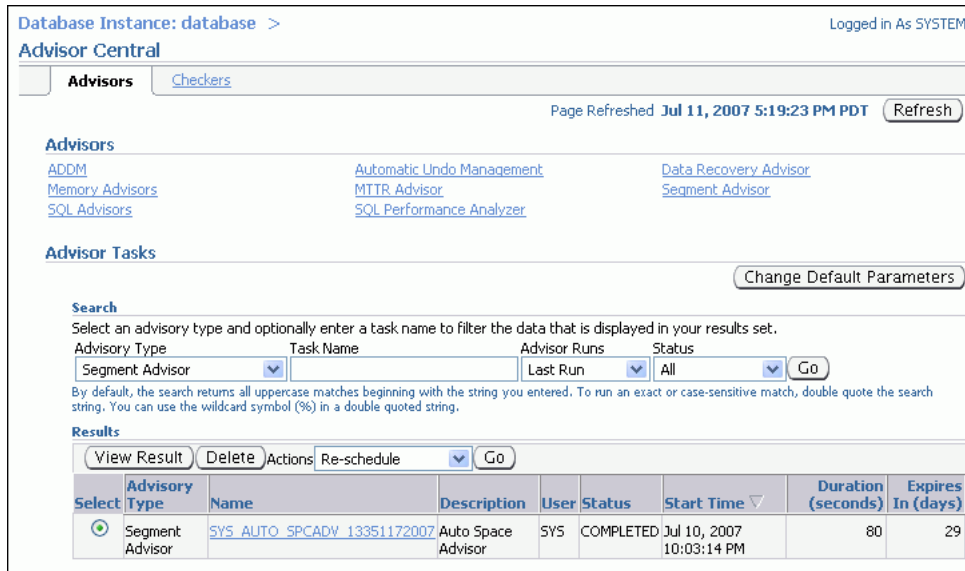 Database Instance: database >
Logged in As SYSTEM
Advisor Central
Advisors Checkers
Page Refreshed Jul 11, 2007 5:19:23 PM PDT Refresh
Advisors
ADDM Automatic Undo Management Data Recovery Advisor
Memory Advisors MTTR Advisor Segment Advisor
SQL Advisors SQL Performance Analyzer
Advisor Tasks
Change Default Parameters
Search
Select an advisory type and optionally enter a task name to filter the data that is displayed in your results set.
Advisory Type Task Name Advisor Runs Status
Segment Advisor Last Run All Go
By default, the search returns all uppercase matches beginning with the string you entered. To run an exact or case-sensitive match, double quote the search
string. You can use the wildcard symbol (%) in a double quoted string.
Results
View Result Delete Actions Re-schedule Go
Select Advisory Type Name Description User Status Start Time Duration (seconds) Expires In (days)
Segment Advisor SYS_AUTO_SPCADV_13351172007 Auto Space Advisor SYS COMPLETED Jul 10, 2007 10:03:14 PM 80 29